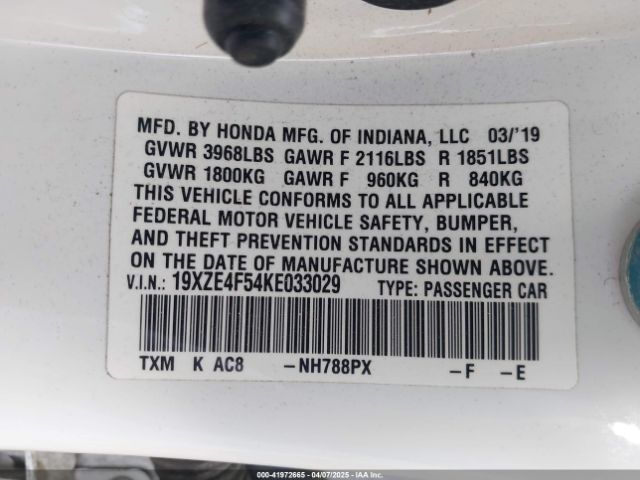 MFD. BY HONDA MFG. OF INDIANA, LLC 03/'19
GVWR 3968LBS GAWR F 2116LBS R 1851LBS
GVWR 1800KG GAWR F 960KG R 840KG
THIS VEHICLE CONFORMS TO ALL APPLICABLE
FEDERAL MOTOR VEHICLE SAFETY, BUMPER,
AND THEFT PREVENTION STANDARDS IN EFFECT
ON THE DATE OF MANUFACTURE SHOWN ABOVE.
V.I.N.: 19XZE4F54KE033029 TYPE: PASSENGER CAR
TXM K AC8 -NH788PX -F -E
000-41972665 - 04/07/2025 - IAA Inc.